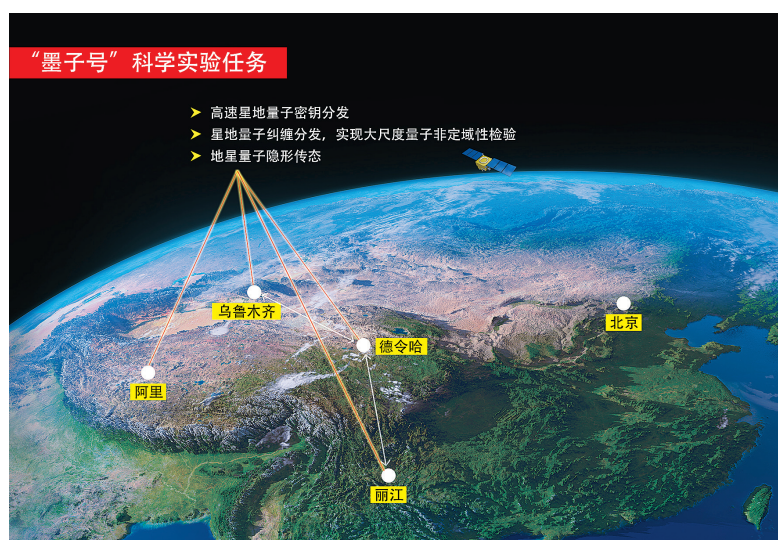 “墨子号”科学实验任务
高速星地量子密钥分发
星地量子纠缠分发，实现大尺度量子非定域性检验
地星量子隐形传态
乌鲁木齐
北京
德令哈
阿里
丽江